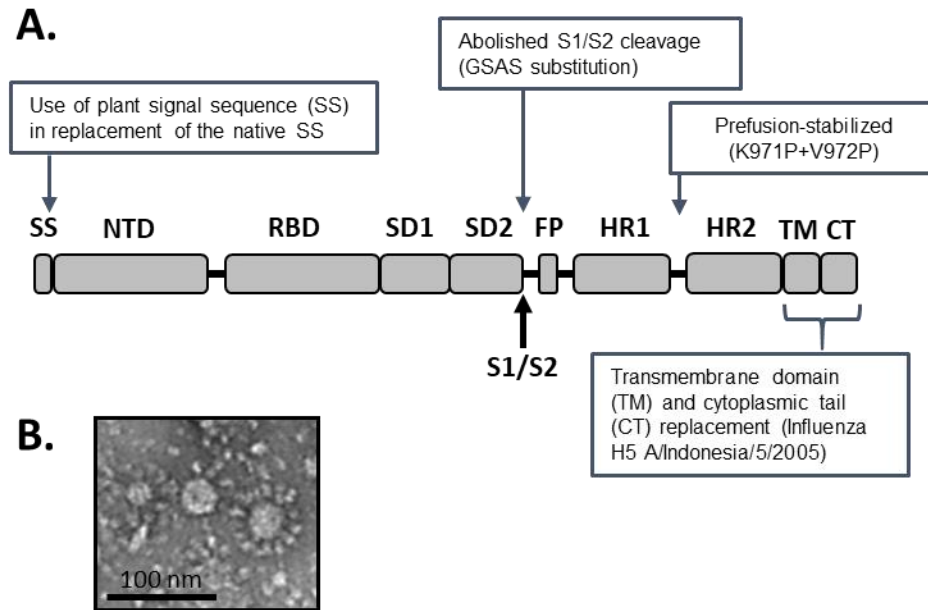 A.
Use of plant signal sequence (SS)
in replacement of the native SS
Abolished S1/S2 cleavage
(GSAS substitution)
Prefusion-stabilized
(K971P+V972P)
SS NTD RBD SD1 SD2 FP HR1 HR2 TM CT
S1/S2
Transmembrane domain
(TM) and cytoplasmic tail
(CT) replacement (Influenza
H5 A/Indonesia/5/2005)
B.
100 nm